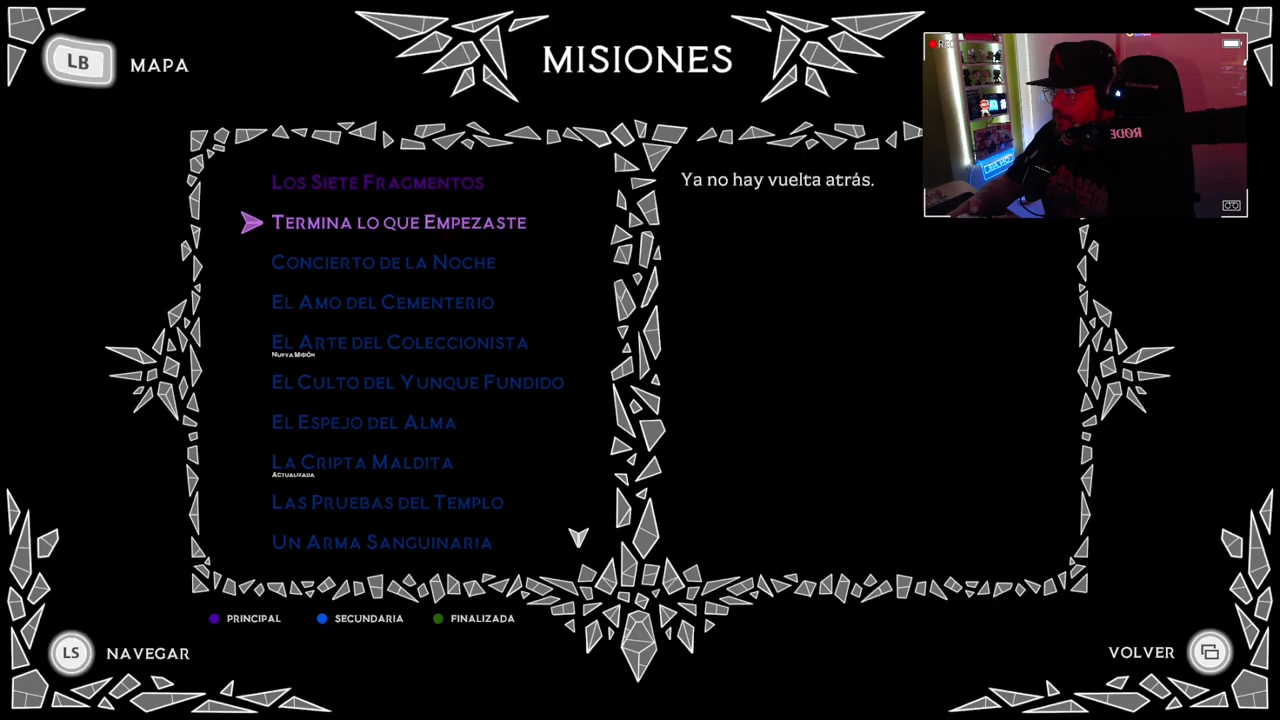 LB MAPA
MISIONES
REC
RØDE
LOS SIETE FRAGMENTOS
TERMINA LO QUE EMPEZASTE
CONCIERTO DE LA NOCHE
EL AMO DEL CEMENTERIO
EL ARTE DEL COLECCIONISTA
NUEVA MISIÓN
EL CULTO DEL YUNQUE FUNDIDO
EL ESPEJO DEL ALMA
LA CRIPTA MALDITA
ACTUALIZADA
LAS PRUEBAS DEL TEMPLO
UN ARMA SANGUINARIA
Ya no hay vuelta atrás.
PRINCIPAL SECUNDARIA FINALIZADA
LS NAVEGAR
VOLVER